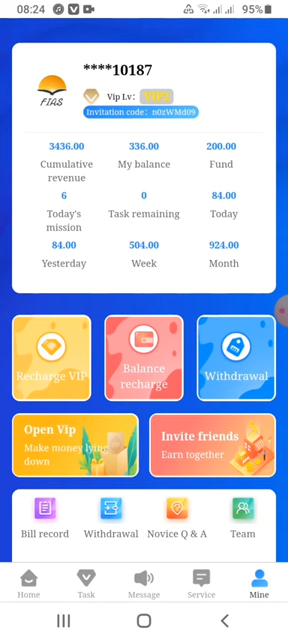 08:24
95%
****10187
FIAS
Vip Lv:
Invitation code: n0zWMd09
3436.00 336.00 200.00
Cumulative My balance Fund
revenue
6 0 84.00
Today's Task remaining Today
mission
84.00 504.00 924.00
Yesterday Week Month
Recharge VIP
Balance
recharge
Withdrawal
Open Vip
Make money lying
down
Invite friends
Earn together
Bill record Withdrawal Novice Q & A Team
Home Task Message Service Mine